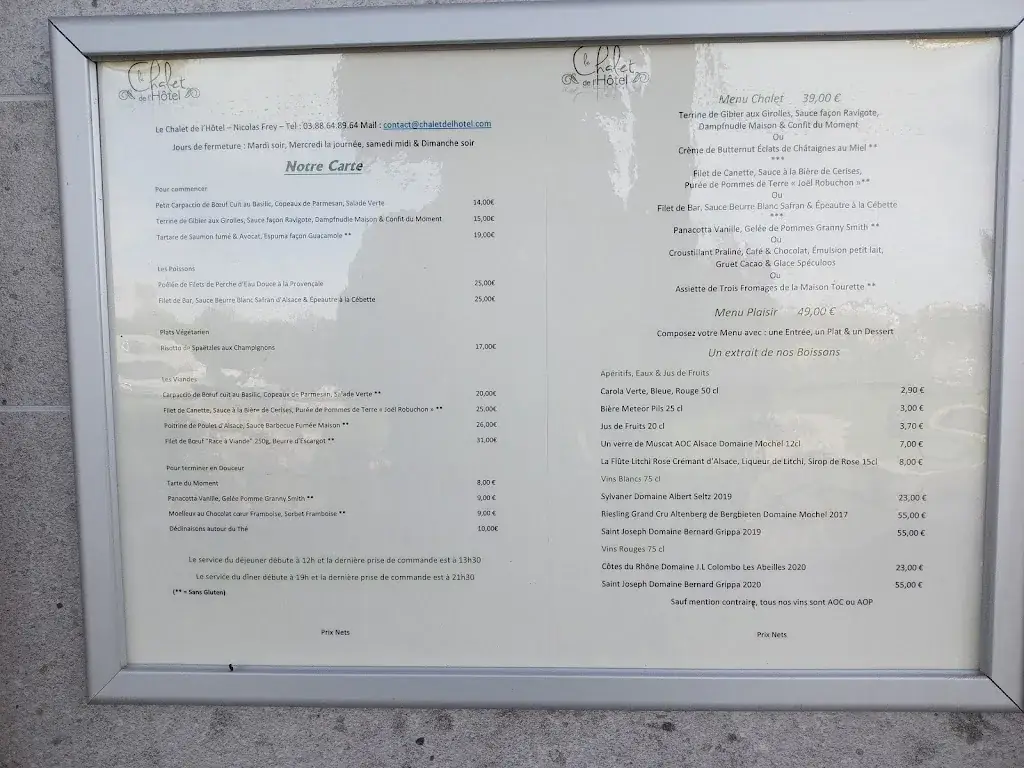 Le Chalet
de l'Hôtel
Le Chalet de l'Hôtel – Nicolas Frey – Tel : 03.88.64.89.64 Mail : contact@chaletdelhotel.com
Jours de fermeture : Mardi soir, Mercredi la journée, samedi midi & Dimanche soir
Notre Carte
Pour commencer
Petit Carpaccio de Bœuf Cuit au Basilic, Copeaux de Parmesan, Salade Verte 14,00€
Terrine de Gibier aux Girolles, Sauce façon Ravigote, Dampfnudle Maison & Confit du Moment 15,00€
Tartare de Saumon fumé & Avocat, Espuma façon Guacamole ** 19,00€
Les Poissons
Poêlée de Filets de Perche d'Eau Douce à la Provençale 25,00€
Filet de Bar, Sauce Beurre Blanc Safran d'Alsace & Épeautre à la Cébette 25,00€
Plats Végétarien
Risotto de Spaëtzles aux Champignons 17,00€
Les Viandes
Carpaccio de Bœuf cuit au Basilic, Copeaux de Parmesan, Salade Verte ** 20,00€
Filet de Canette, Sauce à la Bière de Cerises, Purée de Pommes de Terre « Joël Robuchon » ** 25,00€
Poitrine de Poulet d'Alsace, Sauce Barbecue Fumée Maison ** 26,00€
Filet de Bœuf "Race à Viande" 250g, Beurre d'Escargot ** 31,00€
Pour terminer en Douceur
Tarte du Moment 8,00 €
Panacotta Vanille, Gelée Pomme Granny Smith ** 9,00 €
Moelleux au Chocolat cœur Framboise, Sorbet Framboise ** 9,00 €
Déclinaisons autour du Thé 10,00€
Le service du déjeuner débute à 12h et la dernière prise de commande est à 13h30
Le service du dîner débute à 19h et la dernière prise de commande est à 21h30
(** = Sans Gluten)
Prix Nets
Le Chalet
de l'Hôtel
Menu Chalet 39,00 €
Terrine de Gibier aux Girolles, Sauce façon Ravigote,
Dampfnudle Maison & Confit du Moment
Ou
Crème de Butternut Éclats de Châtaignes au Miel **
***
Filet de Canette, Sauce à la Bière de Cerises,
Purée de Pommes de Terre « Joël Robuchon »**
Ou
Filet de Bar, Sauce Beurre Blanc Safran & Épeautre à la Cébette
***
Panacotta Vanille, Gelée de Pommes Granny Smith **
Ou
Croustillant Praliné, Café & Chocolat, Émulsion petit lait,
Gruet Cacao & Glace Spéculoos
Ou
Assiette de Trois Fromages de la Maison Tourette **
Menu Plaisir 49,00 €
Composez votre Menu avec : une Entrée, un Plat & un Dessert
Un extrait de nos Boissons
Apéritifs, Eaux & Jus de Fruits
Carola Verte, Bleue, Rouge 50 cl 2,90 €
Bière Meteor Pils 25 cl 3,00 €
Jus de Fruits 20 cl 3,70 €
Un verre de Muscat AOC Alsace Domaine Mochel 12cl 7,00 €
La Flûte Litchi Rose Crémant d'Alsace, Liqueur de Litchi, Sirop de Rose 15cl 8,00 €
Vins Blancs 75 cl
Sylvaner Domaine Albert Seltz 2019 23,00 €
Riesling Grand Cru Altenberg de Bergbieten Domaine Mochel 2017 55,00 €
Saint Joseph Domaine Bernard Grippa 2019 55,00 €
Vins Rouges 75 cl
Côtes du Rhône Domaine J.L Colombo Les Abeilles 2020 23,00 €
Saint Joseph Domaine Bernard Grippa 2020 55,00 €
Sauf mention contraire, tous nos vins sont AOC ou AOP
Prix Nets